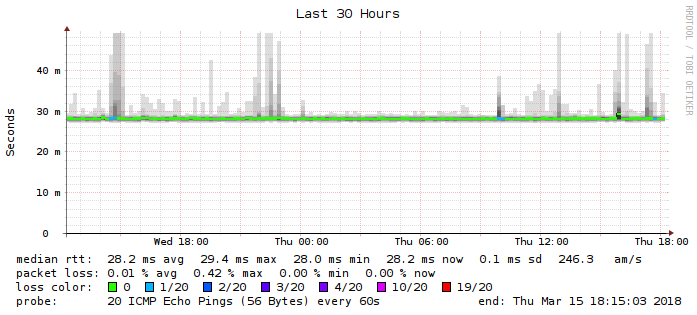 Last 30 Hours
RRDTOOL / TOBI OETIKER
Seconds
40 m
30 m
20 m
10 m
0
Wed 18:00 Thu 00:00 Thu 06:00 Thu 12:00 Thu 18:00
median rtt: 28.2 ms avg 29.4 ms max 28.0 ms min 28.2 ms now 0.1 ms sd 246.3 am/s
packet loss: 0.01 % avg 0.42 % max 0.00 % min 0.00 % now
loss color: 0 1/20 2/20 3/20 4/20 10/20 19/20
probe: 20 ICMP Echo Pings (56 Bytes) every 60s end: Thu Mar 15 18:15:03 2018